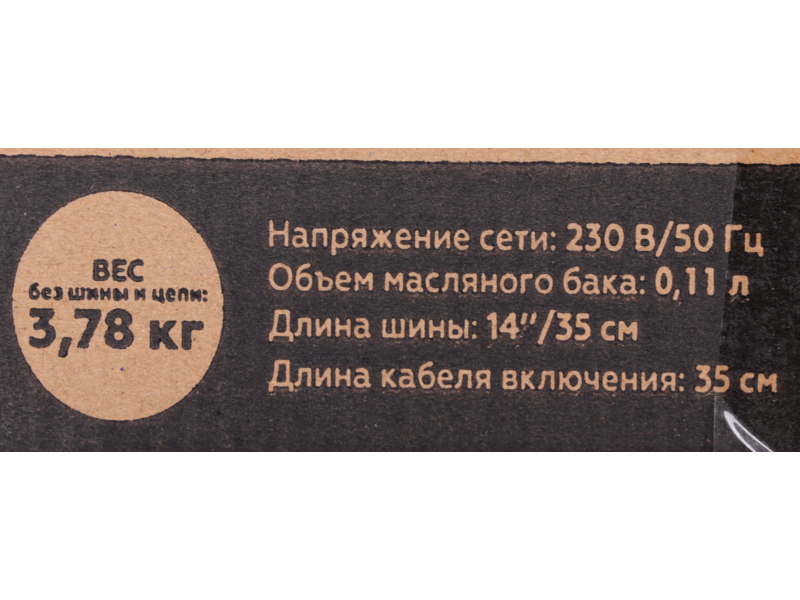 ВЕС
без шины и цепи:
3,78 кг
Напряжение сети: 230 В/50 Гц
Объем масляного бака: 0,11 л
Длина шины: 14"/35 см
Длина кабеля включения: 35 см